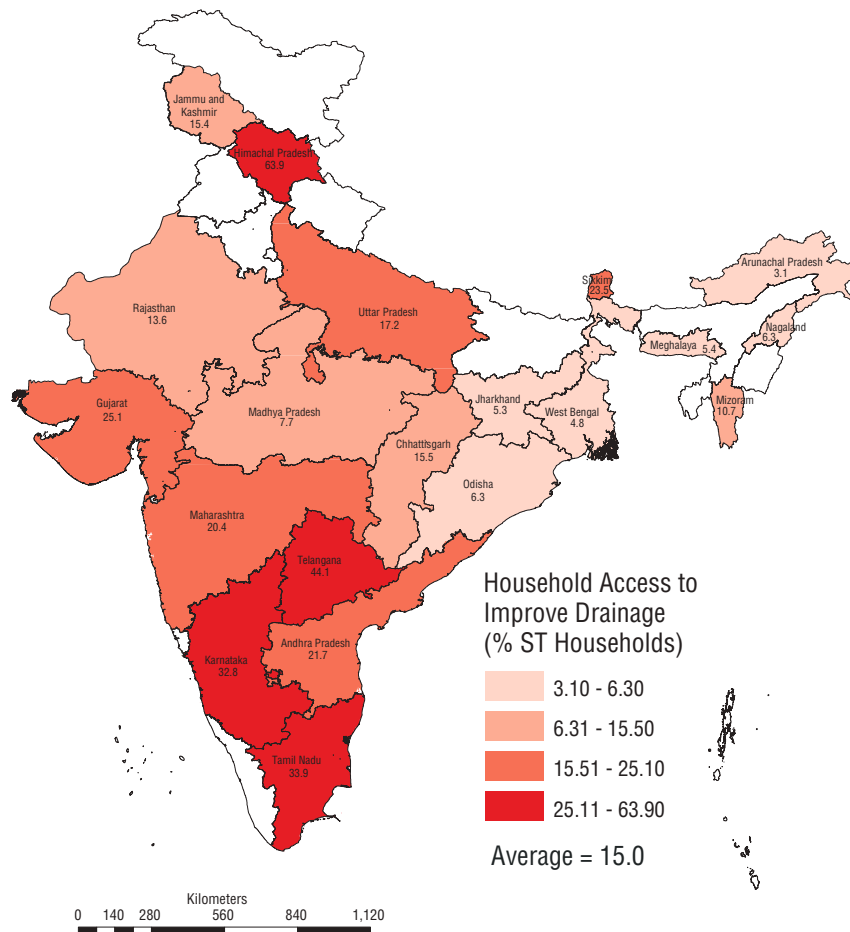 Jammu and
Kashmir
15.4
Himachal Pradesh
63.9
Arunachal Pradesh
3.1
Sikkim
23.5
Rajasthan
13.6
Uttar Pradesh
17.2
Nagaland
6.3
Meghalaya 5.4
Gujarat
25.1
Madhya Pradesh
7.7
Jharkhand
5.3
West Bengal
4.8
Mizoram
10.7
Chhattisgarh
15.5
Odisha
6.3
Maharashtra
20.4
Telangana
44.1
Andhra Pradesh
21.7
Karnataka
32.8
Tamil Nadu
33.9
Household Access to
Improve Drainage
(% ST Households)
3.10 - 6.30
6.31 - 15.50
15.51 - 25.10
25.11 - 63.90
Average = 15.0
Kilometers
0 140 280 560 840 1,120